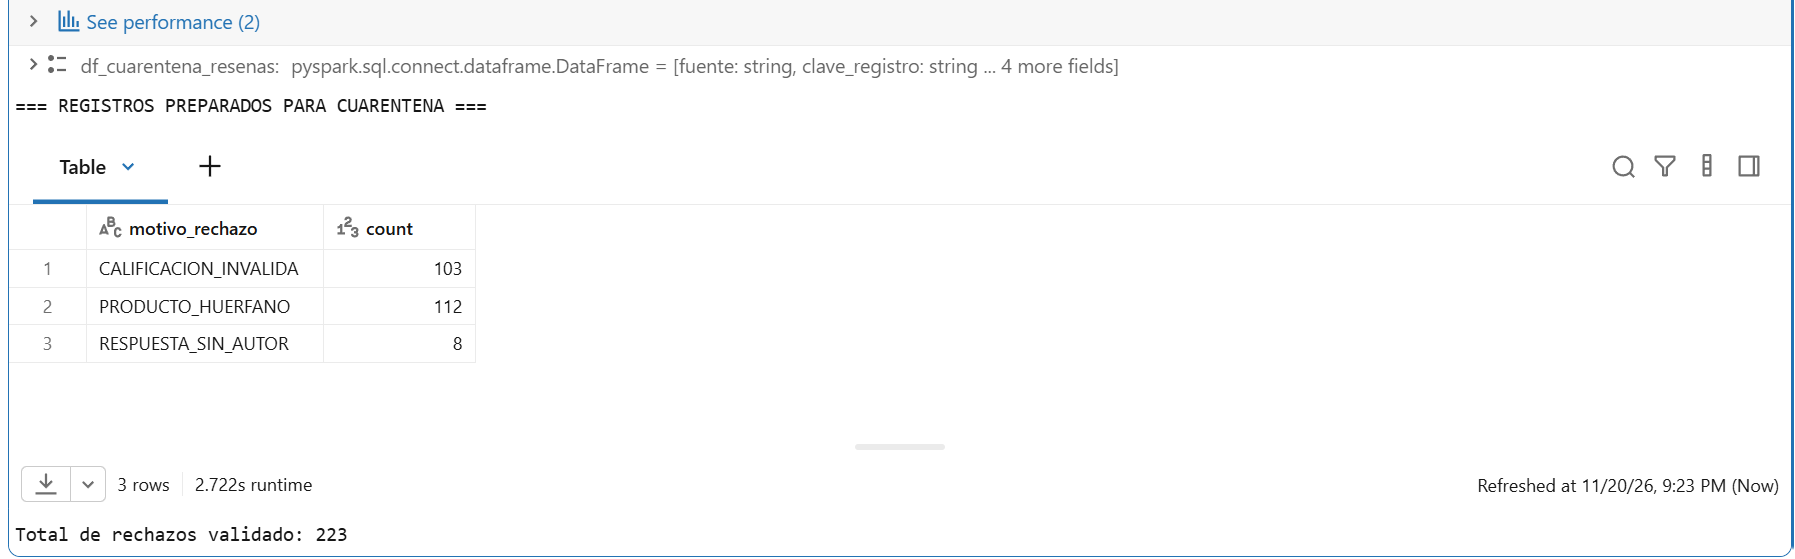 See performance (2)
df_cuarentena_resenas: pyspark.sql.connect.dataframe.DataFrame = [fuente: string, clave_registro: string ... 4 more fields]
=== REGISTROS PREPARADOS PARA CUARENTENA ===
Table
ABC motivo_rechazo 123 count
1 CALIFICACION_INVALIDA 103
2 PRODUCTO_HUERFANO 112
3 RESPUESTA_SIN_AUTOR 8
3 rows 2.722s runtime
Refreshed at 11/20/26, 9:23 PM (Now)
Total de rechazos validado: 223